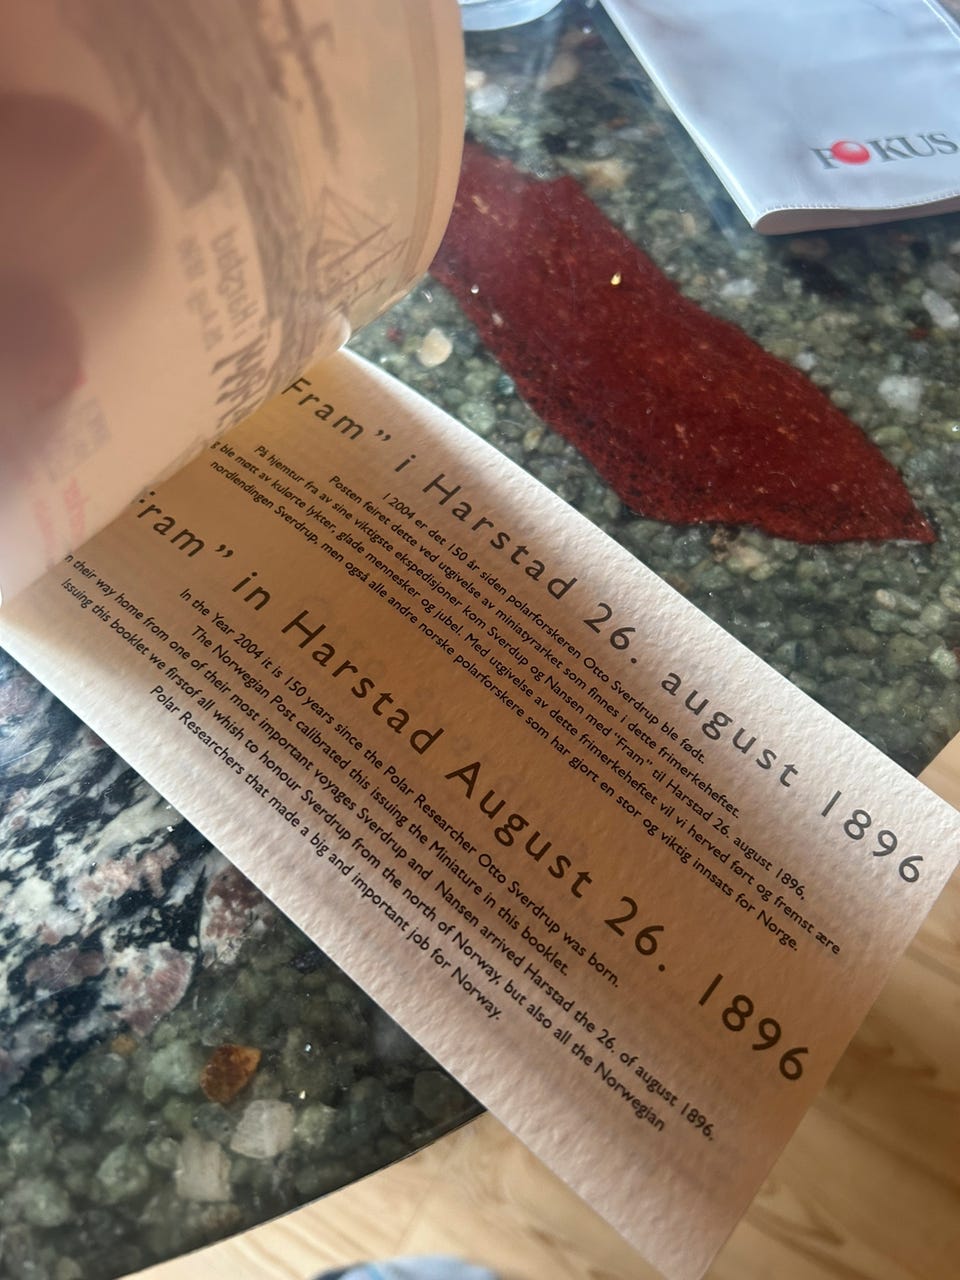 FOKUS
Fram” i Harstad 26. august 1896
I 2004 er det 150 år siden polarforskeren Otto Sverdrup ble født.
Posten feiret dette ved utgivelse av miniatyrarket som finnes i dette frimerkeheftet.
På hjemtur fra av sine viktigste ekspedisjoner kom Sverdrup og Nansen med “Fram” til Harstad 26. august 1896,
g ble møtt av kulørte lykter, glade mennesker og jubel. Med utgivelse av dette frimerkeheftet vil vi herved ført og fremst ære
nordlendingen Sverdrup, men også alle andre norske polarforskere som har gjort en stor og viktig innsats for Norge.
Fram” in Harstad August 26. 1896
In the Year 2004 it is 150 years since the Polar Researcher Otto Sverdrup was born.
The Norwegian Post calibrated this issuing the Miniature in this booklet.
n their way home from one of their most important voyages Sverdrup and Nansen arrived Harstad the 26. of august 1896.
Issuing this booklet we firstof all whish to honour Sverdrup from the north of Norway, but also all the Norwegian
Polar Researchers that made a big and important job for Norway.